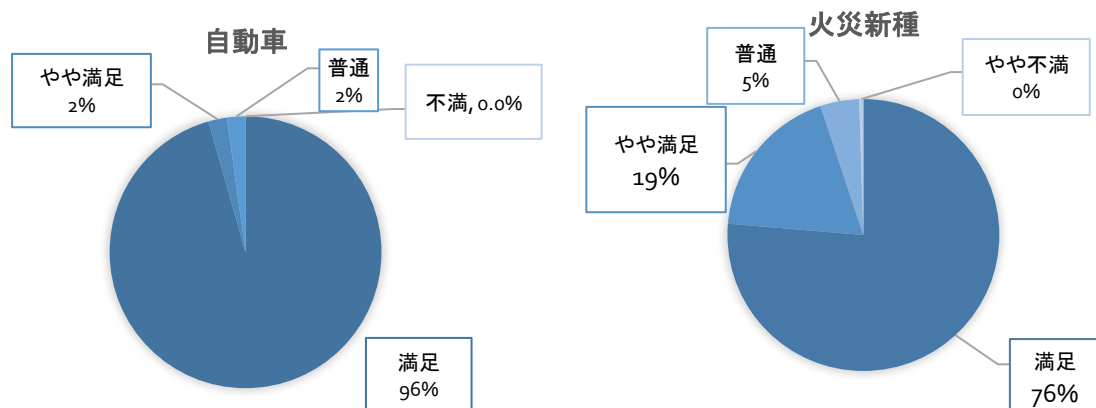 自動車
やや満足
2%
普通
2%
不満, 0.0%
満足
96%
火災新種
普通
5%
やや不満
0%
やや満足
19%
満足
76%